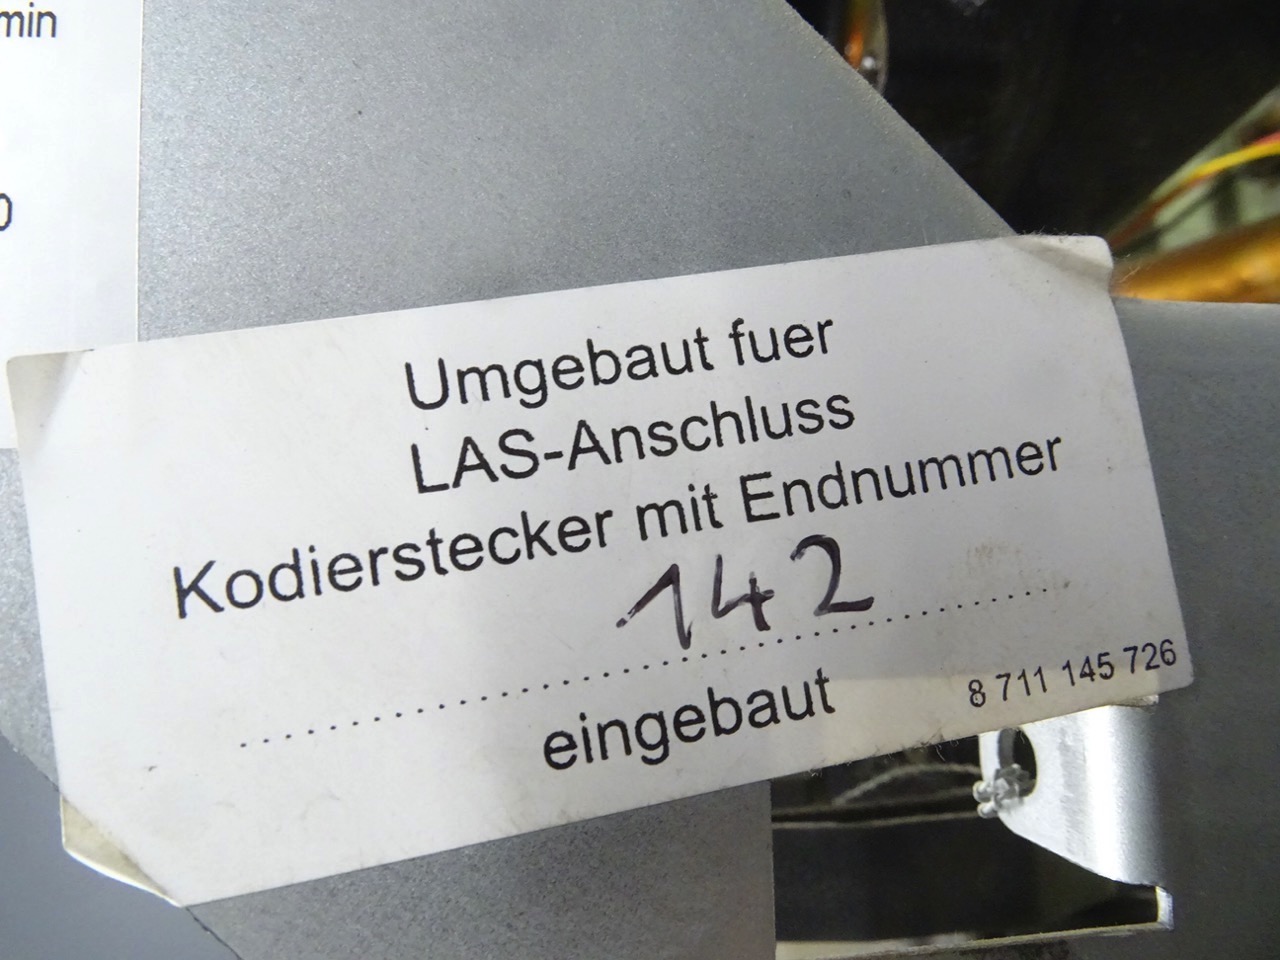 min
0
Umgebaut fuer
LAS-Anschluss
Kodierstecker mit Endnummer
142
eingebaut
8 711 145 726